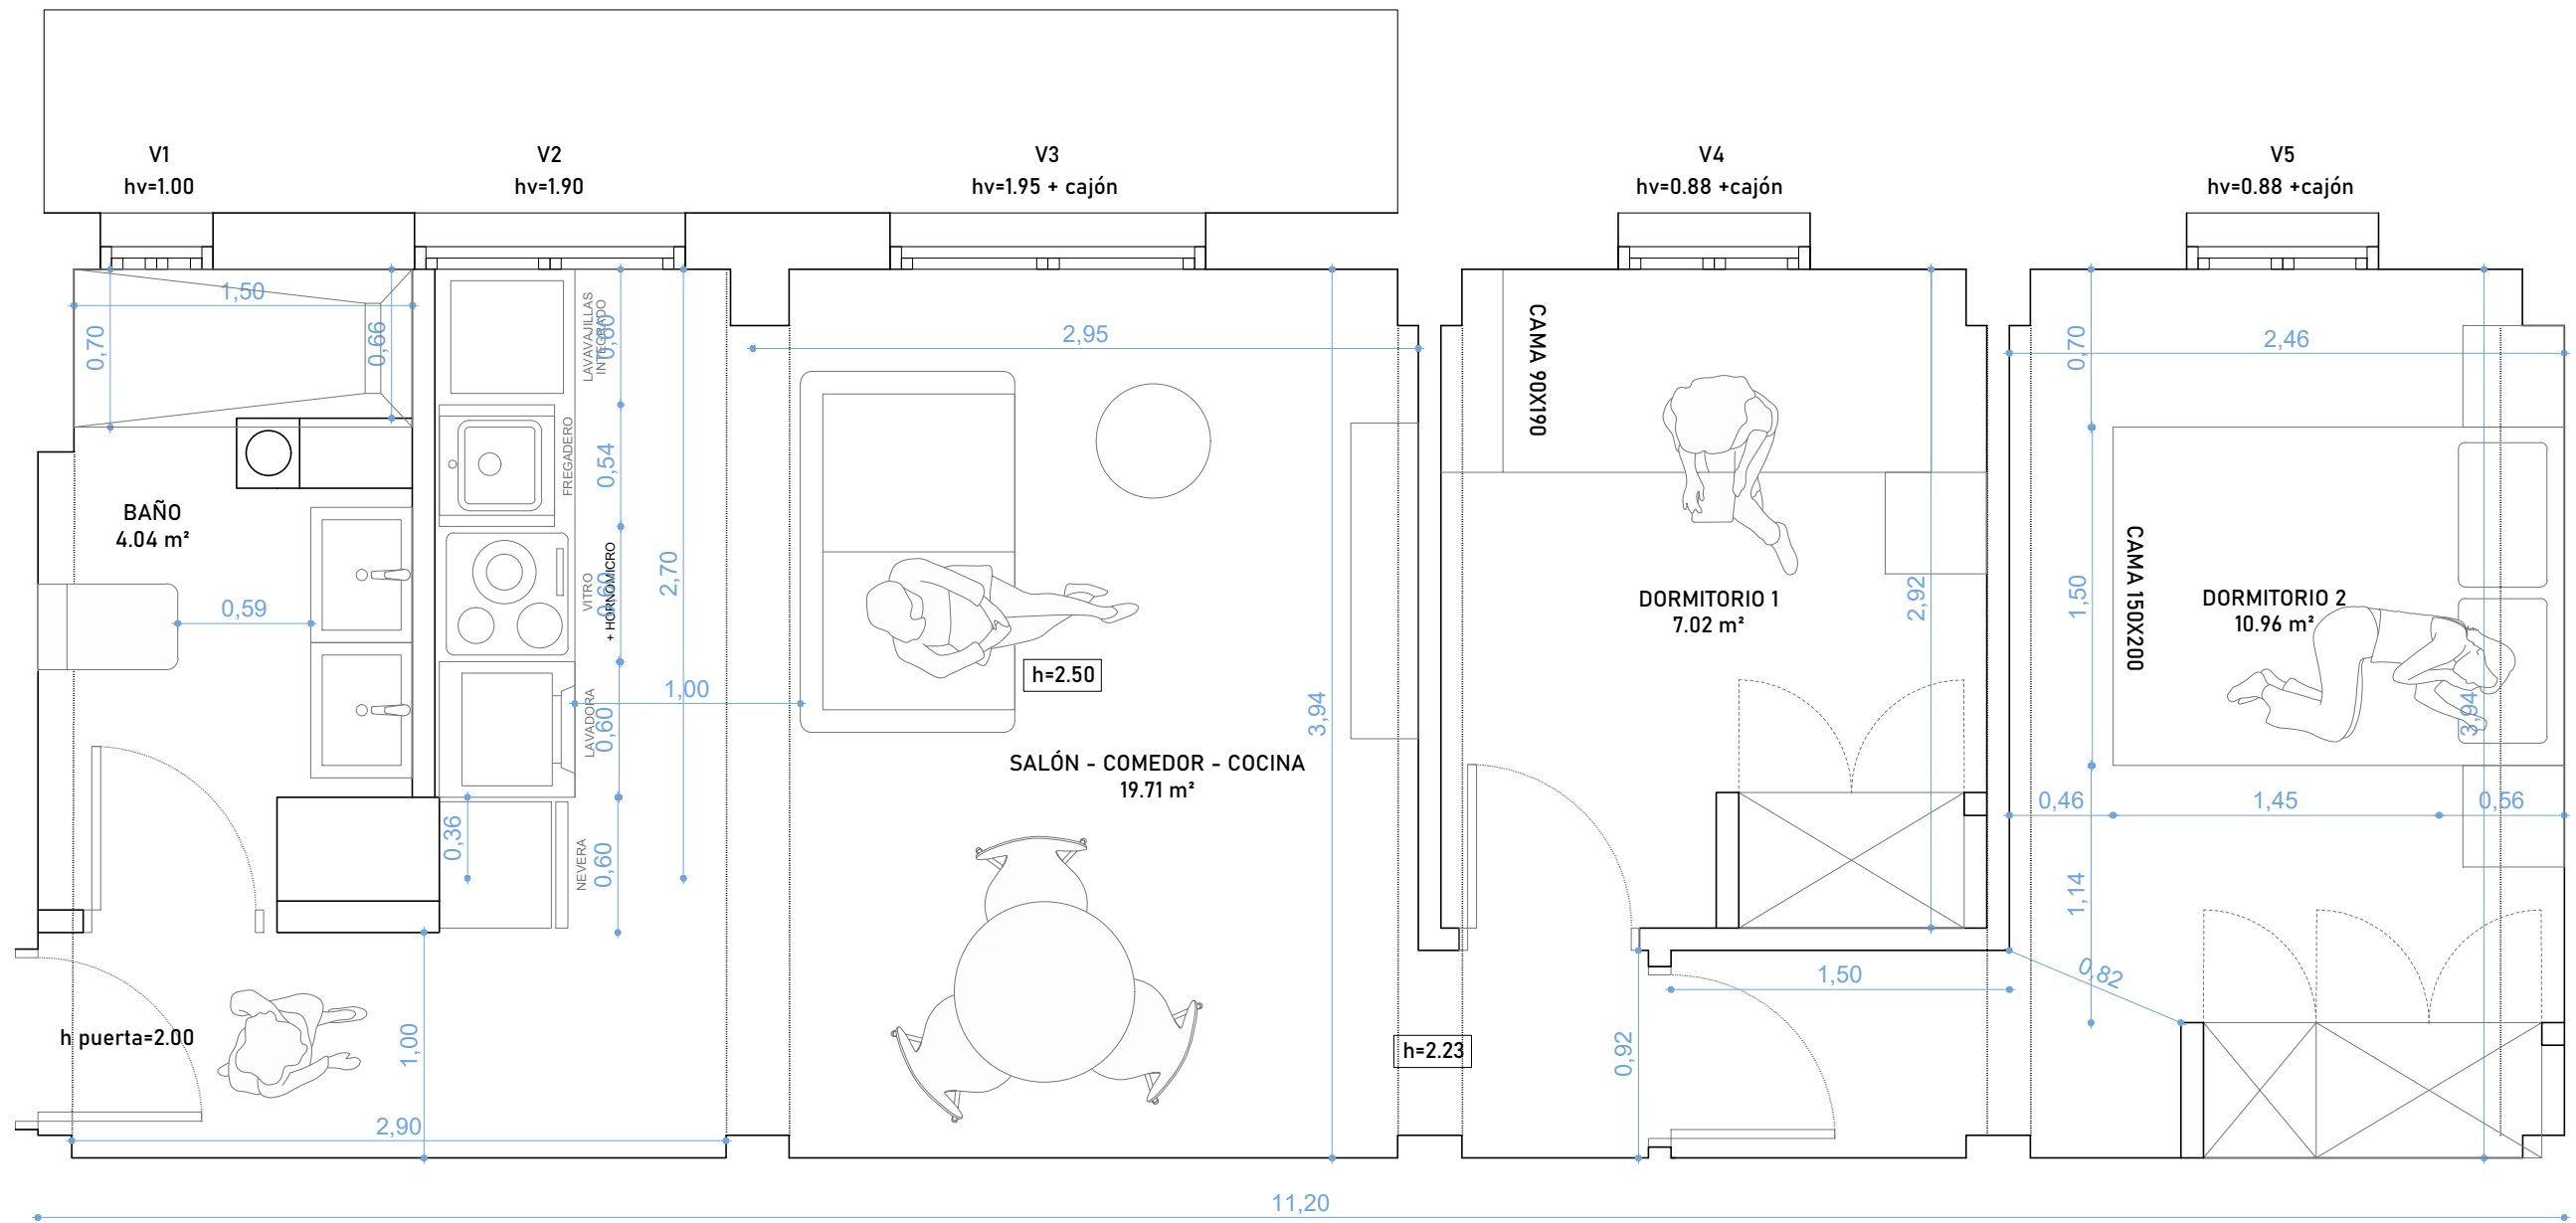 V1
hv=1.00
V2
hv=1.90
V3
hv=1.95 + cajón
V4
hv=0.88 +cajón
V5
hv=0.88 +cajón
1,50
0,70
0,66
LAVAVAJILLAS
INTEGRADO
0,60
2,95
CAMA 90X190
0,70
2,46
FREGADERO
0,54
BAÑO
4.04 m²
0,59
VITRO
+ HORNOMICRO
0,60
2,70
1,00
h=2.50
LAVADORA
0,60
3,94
DORMITORIO 1
7.02 m²
2,92
1,50
CAMA 150X200
DORMITORIO 2
10.96 m²
3,94
SALÓN - COMEDOR - COCINA
19.71 m²
0,36
NEVERA
0,60
0,46
1,45
0,56
1,14
0,82
1,50
h puerta=2.00
1,00
h=2.23
0,92
2,90
11,20